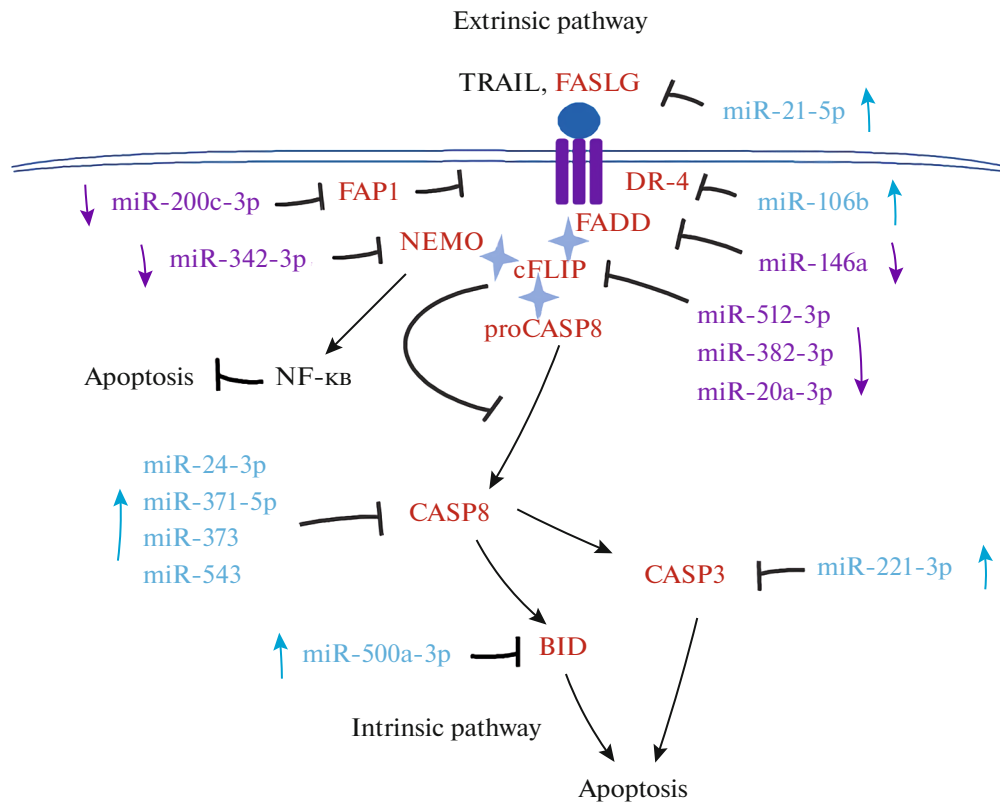 Extrinsic pathway
TRAIL, FASLG
miR-21-5p
miR-200c-3p
FAP1
DR-4
miR-106b
FADD
miR-342-3p
NEMO
cFLIP
miR-146a
proCASP8
miR-512-3p
miR-382-3p
miR-20a-3p
Apoptosis
NF-κB
miR-24-3p
miR-371-5p
miR-373
miR-543
CASP8
CASP3
miR-221-3p
miR-500a-3p
BID
Intrinsic pathway
Apoptosis